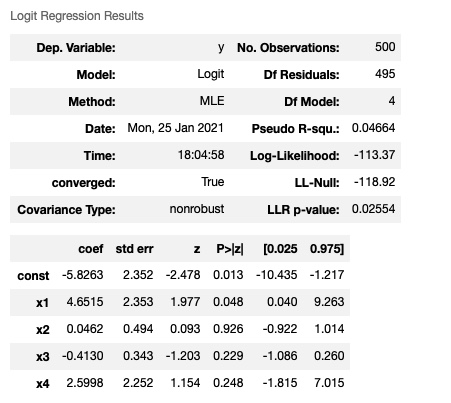 Logit Regression Results
Dep. Variable: y No. Observations: 500
Model: Logit Df Residuals: 495
Method: MLE Df Model: 4
Date: Mon, 25 Jan 2021 Pseudo R-squ.: 0.04664
Time: 18:04:58 Log-Likelihood: -113.37
converged: True LL-Null: -118.92
Covariance Type: nonrobust LLR p-value: 0.02554
coef std err z P>|z| [0.025 0.975]
const -5.8263 2.352 -2.478 0.013 -10.435 -1.217
x1 4.6515 2.353 1.977 0.048 0.040 9.263
x2 0.0462 0.494 0.093 0.926 -0.922 1.014
x3 -0.4130 0.343 -1.203 0.229 -1.086 0.260
x4 2.5998 2.252 1.154 0.248 -1.815 7.015